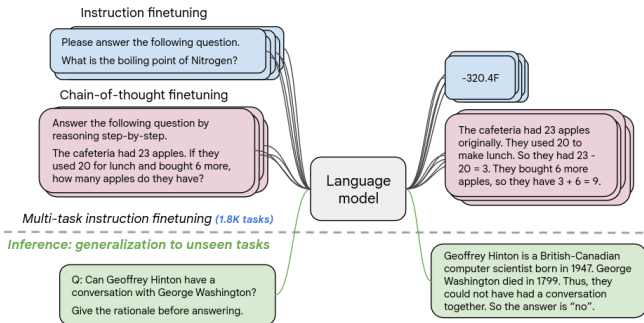 Instruction finetuning
Please answer the following question.
What is the boiling point of Nitrogen?
-320.4F
Chain-of-thought finetuning
Answer the following question by
reasoning step-by-step.
The cafeteria had 23 apples. If they
used 20 for lunch and bought 6 more,
how many apples do they have?
Language
model
The cafeteria had 23 apples
originally. They used 20 to
make lunch. So they had 23 -
20 = 3. They bought 6 more
apples, so they have 3 + 6 = 9.
Multi-task instruction finetuning (1.8K tasks)
Inference: generalization to unseen tasks
Q: Can Geoffrey Hinton have a
conversation with George Washington?
Give the rationale before answering.
Geoffrey Hinton is a British-Canadian
computer scientist born in 1947. George
Washington died in 1799. Thus, they
could not have had a conversation
together. So the answer is “no”.